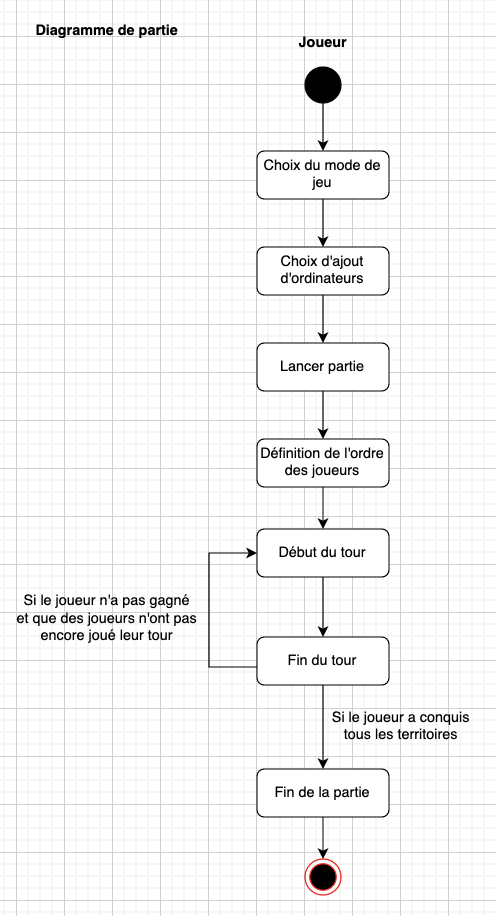 Diagramme de partie
Joueur
Choix du mode de
jeu
Choix d'ajout
d'ordinateurs
Lancer partie
Définition de l'ordre
des joueurs
Début du tour
Si le joueur n'a pas gagné
et que des joueurs n'ont pas
encore joué leur tour
Fin du tour
Si le joueur a conquis
tous les territoires
Fin de la partie